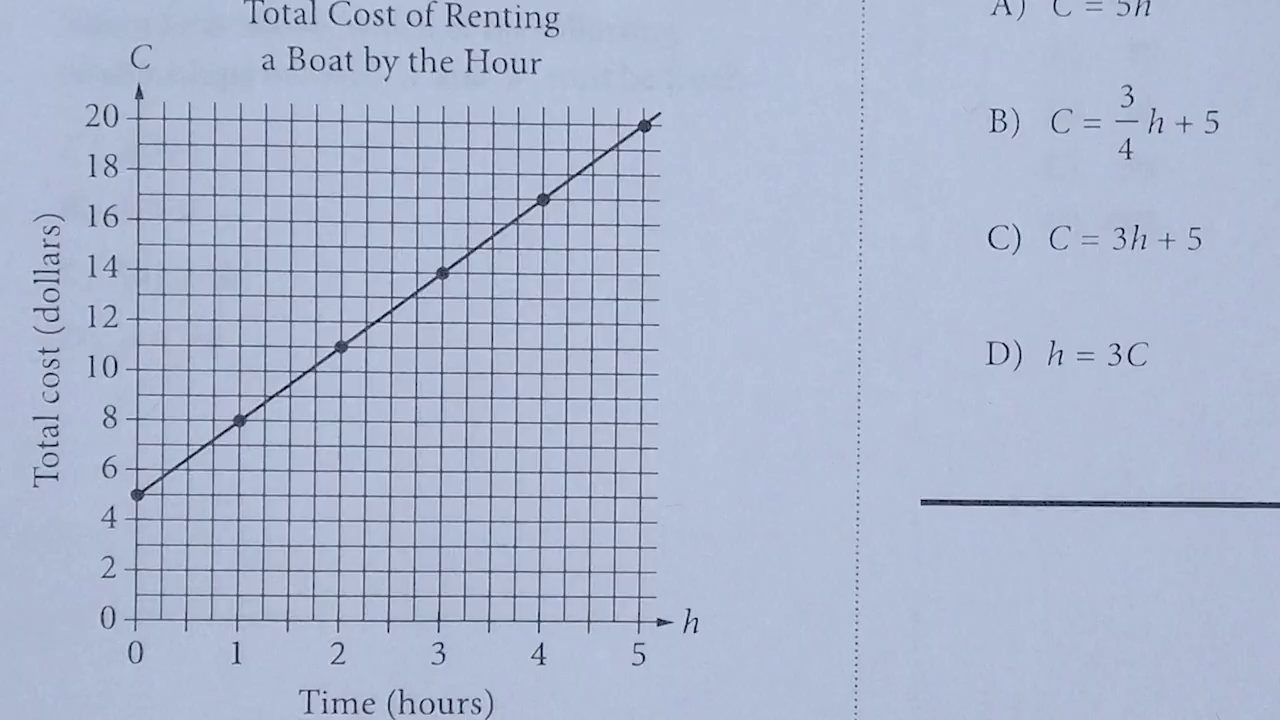 Total Cost of Renting
a Boat by the Hour
C
20
18
16
14
12
10
8
6
4
2
0
Total cost (dollars)
0 1 2 3 4 5
h
Time (hours)
A) C = 5h
B) C = 3/4 h + 5
C) C = 3h + 5
D) h = 3C